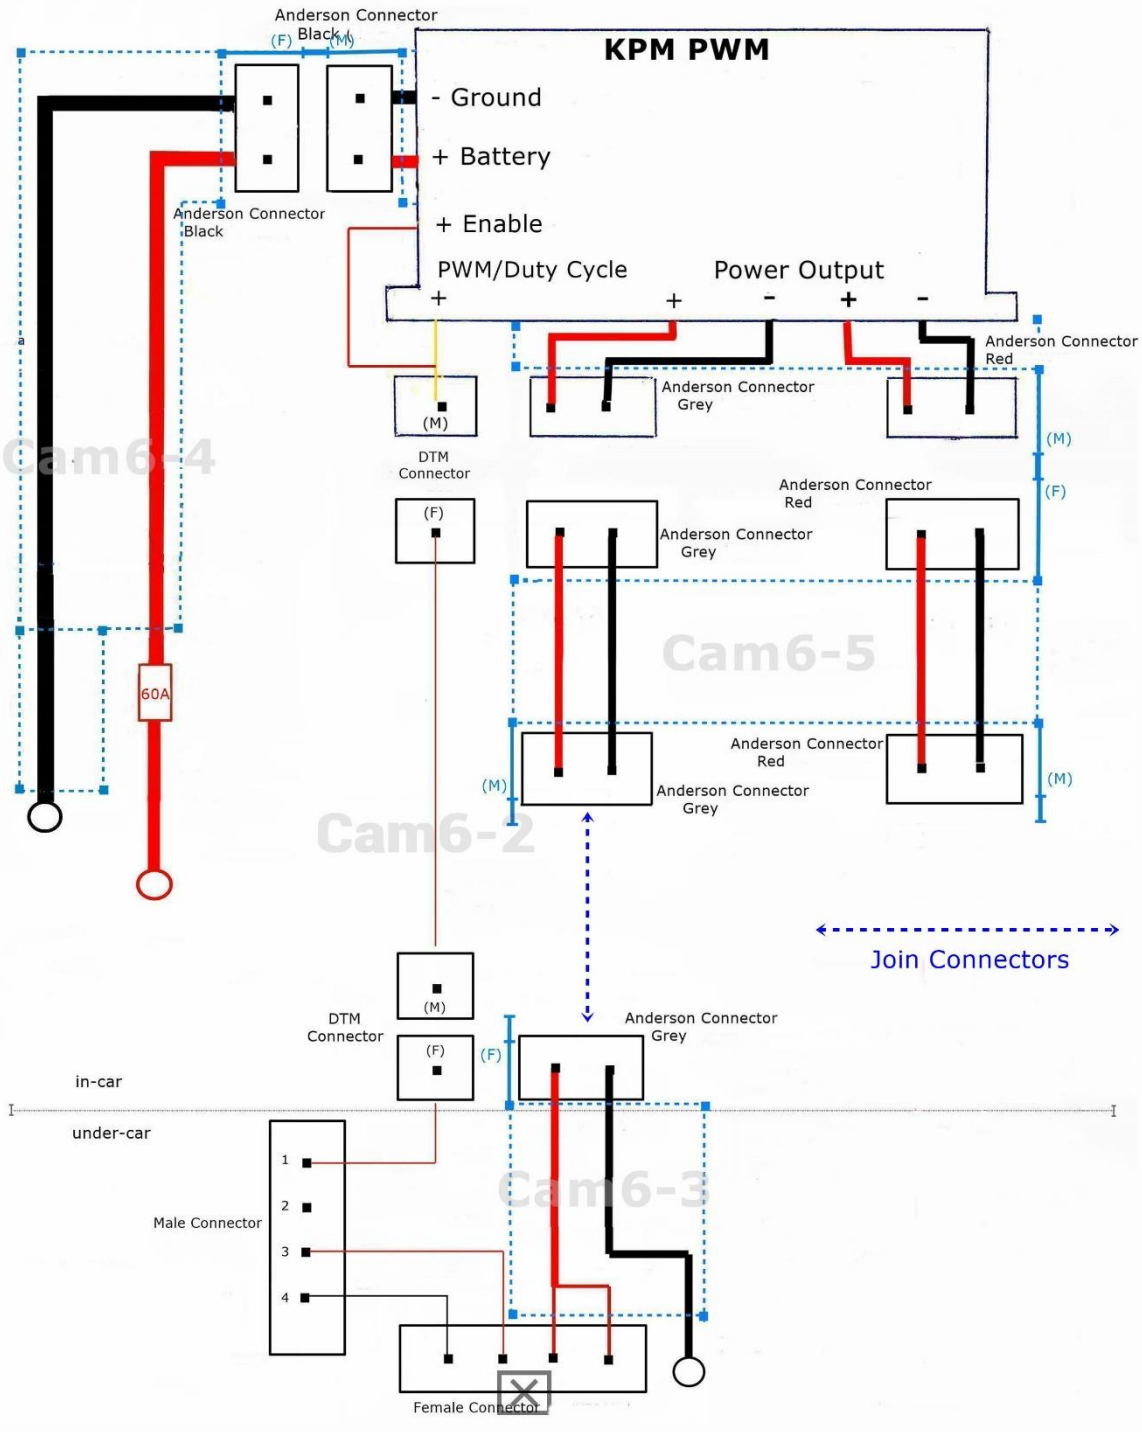 Anderson Connector
Black (
(F)
(M)
KPM PWM
- Ground
+ Battery
+ Enable
Anderson Connector
Black
PWM/Duty Cycle
Power Output
+
+
-
+
-
Anderson Connector
Red
a
Anderson Connector
Grey
(M)
(M)
DTM
Connector
Cam6-4
Anderson Connector
Red
(F)
(F)
Anderson Connector
Grey
Cam6-5
60A
Anderson Connector
Red
(M)
Anderson Connector
Grey
(M)
Cam6-2
Join Connectors
(M)
DTM
Connector
Anderson Connector
Grey
(F)
(F)
in-car
under-car
1
2
Male Connector
3
4
Cam6-3
Female Connector